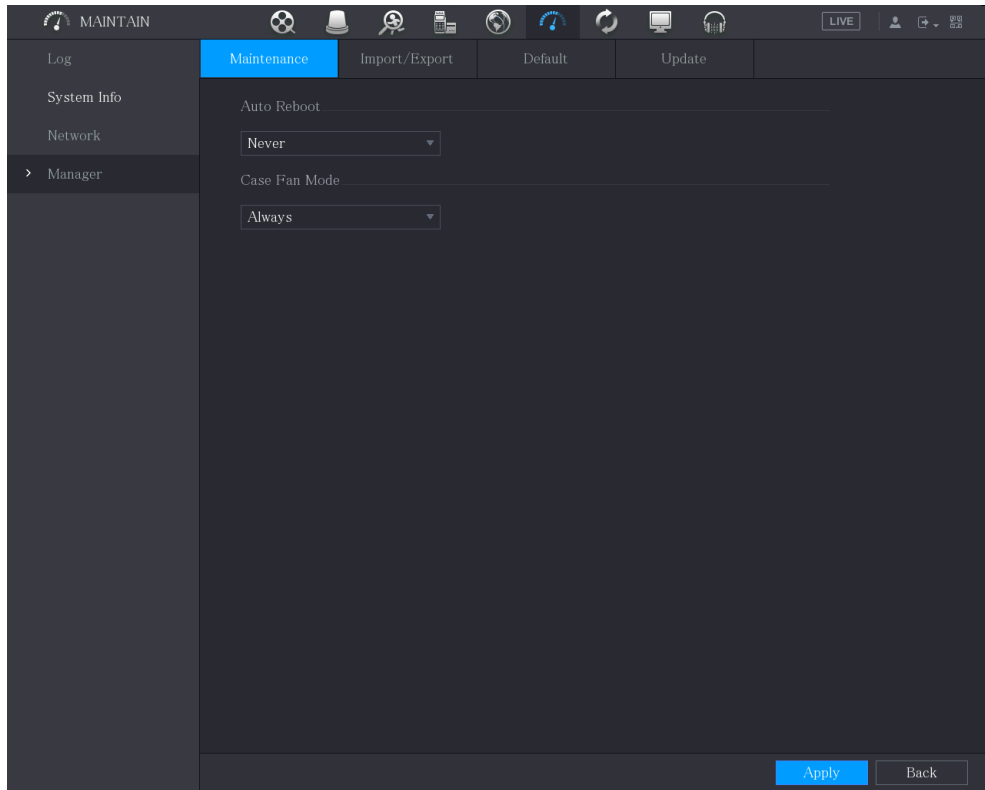 MAINTAIN
LIVE
Log
System Info
Network
Manager
Maintenance Import/Export Default Update
Auto Reboot
Never
Case Fan Mode
Always
Apply Back